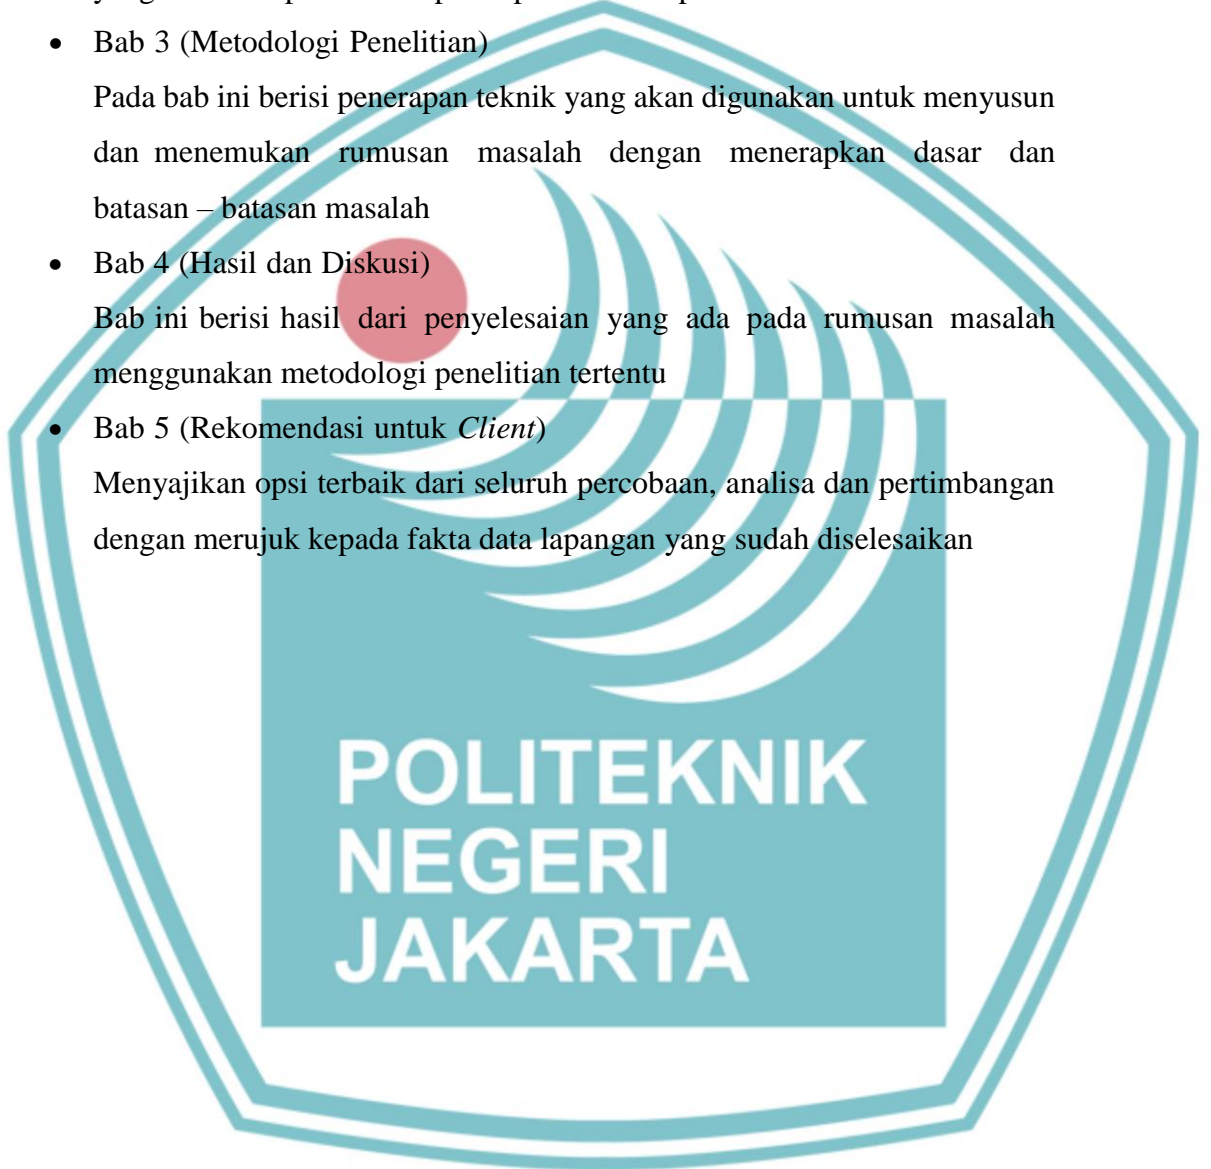 • Bab 3 (Metodologi Penelitian)
Pada bab ini berisi penerapan teknik yang akan digunakan untuk menyusun
dan menemukan rumusan masalah dengan menerapkan dasar dan
batasan – batasan masalah
• Bab 4 (Hasil dan Diskusi)
Bab ini berisi hasil dari penyelesaian yang ada pada rumusan masalah
menggunakan metodologi penelitian tertentu
• Bab 5 (Rekomendasi untuk Client)
Menyajikan opsi terbaik dari seluruh percobaan, analisa dan pertimbangan
dengan merujuk kepada fakta data lapangan yang sudah diselesaikan
POLITEKNIK
NEGERI
JAKARTA